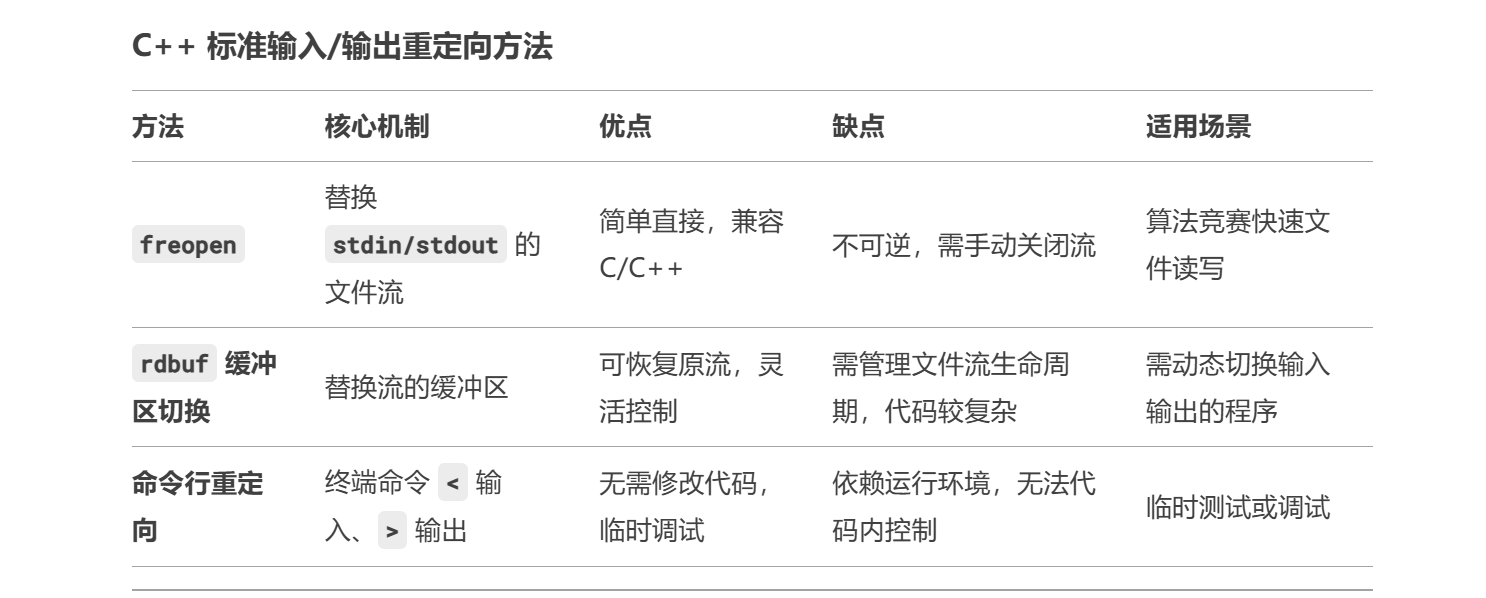 C++ 标准输入/输出重定向方法
方法 核心机制 优点 缺点 适用场景
freopen
替换
stdin/stdout 的
文件流
简单直接，兼容
C/C++
不可逆，需手动关闭流
算法竞赛快速文
件读写
rdbuf 缓冲
区切换
替换流的缓冲区
可恢复原流，灵
活控制
需管理文件流生命周
期，代码较复杂
需动态切换输入
输出的程序
命令行重定
向
终端命令 < 输
入、 > 输出
无需修改代码，
临时调试
依赖运行环境，无法代
码内控制
临时测试或调试